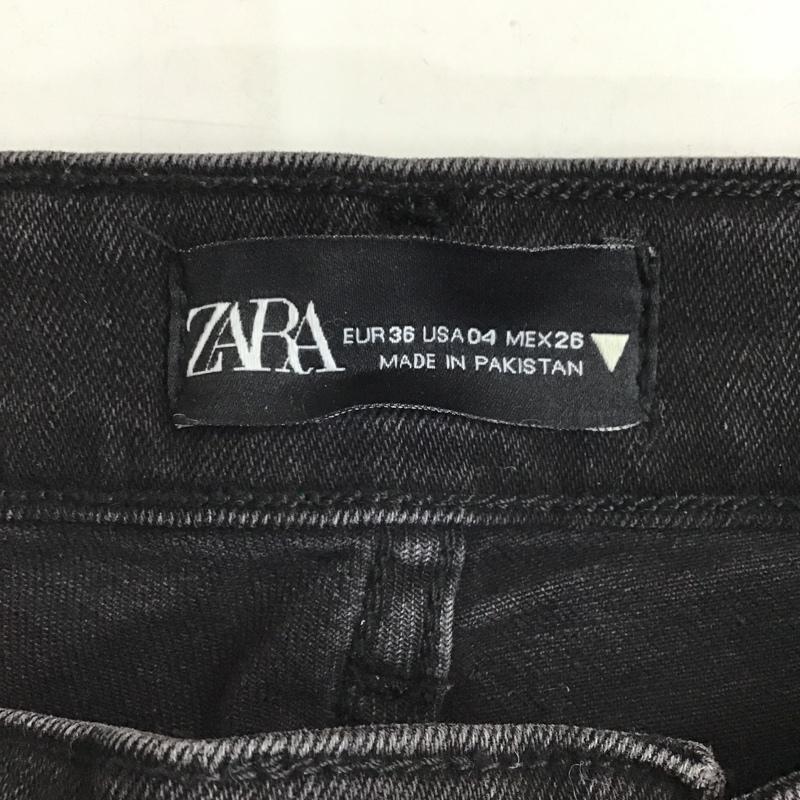 ZARA
EUR 36 USA 04 MEX 26
MADE IN PAKISTAN